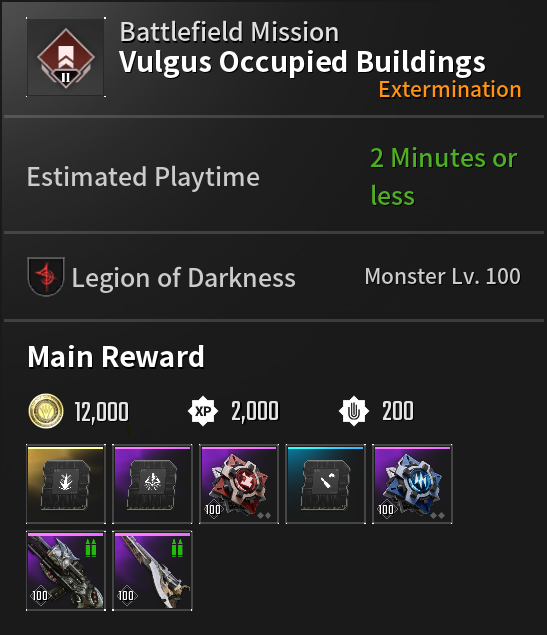 Battlefield Mission
Vulgus Occupied Buildings
II
Extermination
Estimated Playtime
2 Minutes or
less
Legion of Darkness
Monster Lv. 100
Main Reward
12,000
XP
2,000
200
100
100
100
100